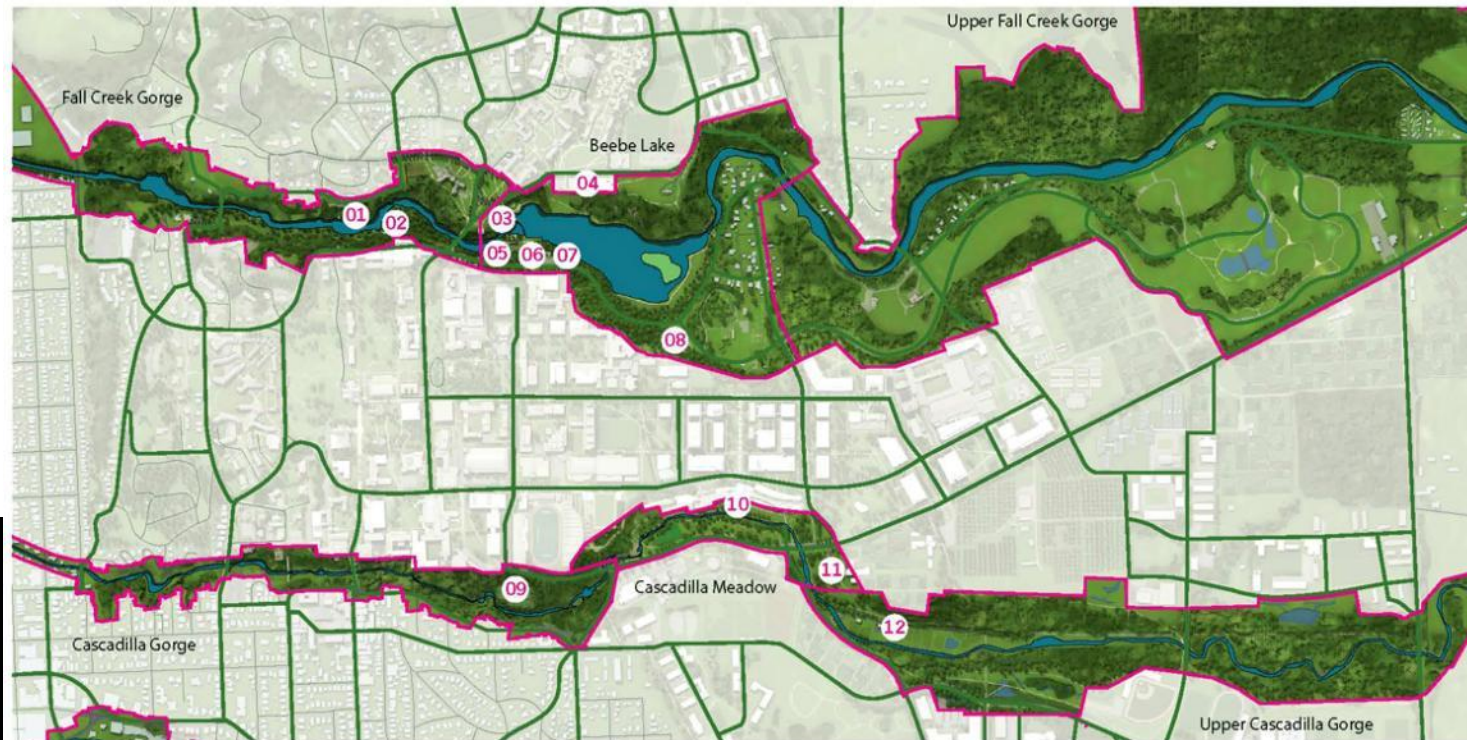 Upper Fall Creek Gorge
Fall Creek Gorge
Beebe Lake
04
01
02
03
05
06
07
08
10
11
09
Cascadilla Meadow
12
Cascadilla Gorge
Upper Cascadilla Gorge